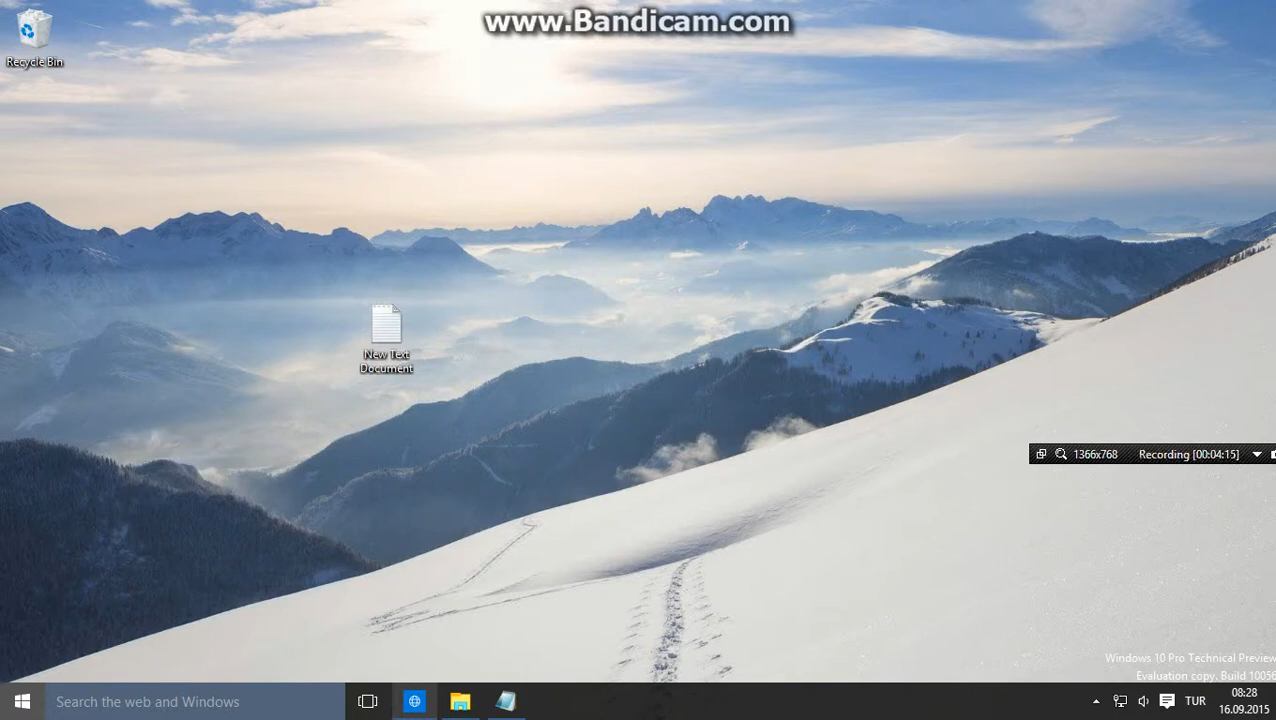 www.Bandicam.com
Recycle Bin
New Text
Document
1366x768 Recording [00:04:15]
Windows 10 Pro Technical Preview
Evaluation copy. Build 10056
Search the web and Windows
TUR
08:28
16.09.2015